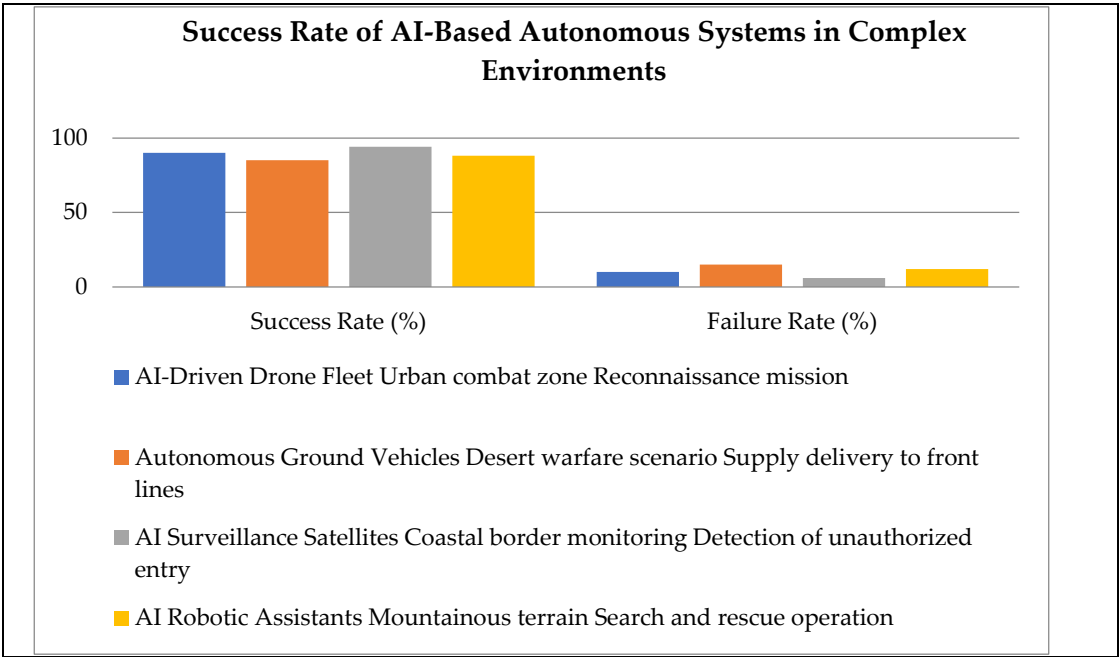 Success Rate of AI-Based Autonomous Systems in Complex
Environments
100
50
0
Success Rate (%)
Failure Rate (%)
AI-Driven Drone Fleet Urban combat zone Reconnaissance mission
Autonomous Ground Vehicles Desert warfare scenario Supply delivery to front
lines
AI Surveillance Satellites Coastal border monitoring Detection of unauthorized
entry
AI Robotic Assistants Mountainous terrain Search and rescue operation